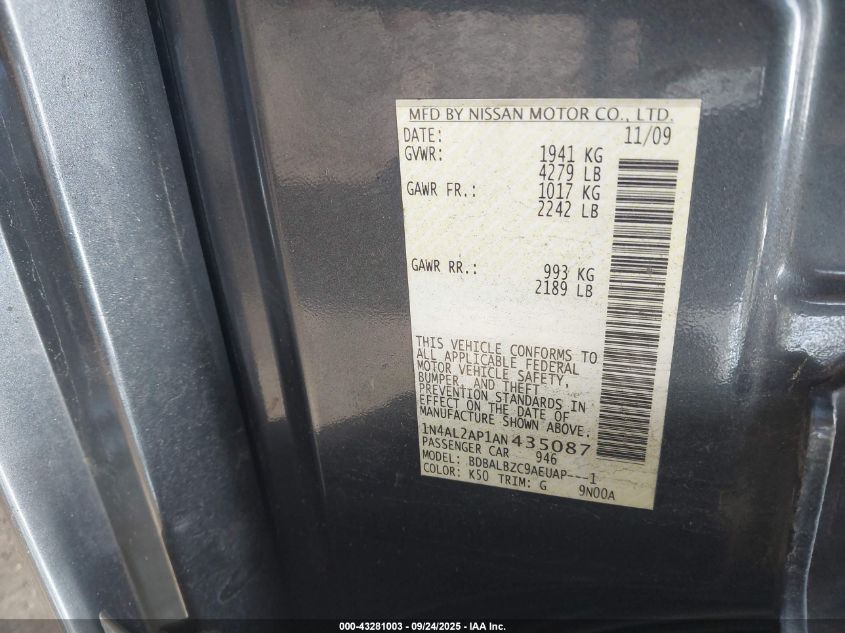 MFD BY NISSAN MOTOR CO., LTD.
DATE: 11/09
GVWR: 1941 KG
4279 LB
GAWR FR.: 1017 KG
2242 LB
GAWR RR.: 993 KG
2189 LB
THIS VEHICLE CONFORMS TO
ALL APPLICABLE FEDERAL
MOTOR VEHICLE SAFETY,
BUMPER, AND THEFT
PREVENTION STANDARDS IN
EFFECT ON THE DATE OF
MANUFACTURE SHOWN ABOVE.
1N4AL2AP1AN435087
PASSENGER CAR 946
MODEL: BDBALBZC9AEUAP---1
COLOR: K50 TRIM: G 9N00A
000-43281003 - 09/24/2025 - IAA Inc.